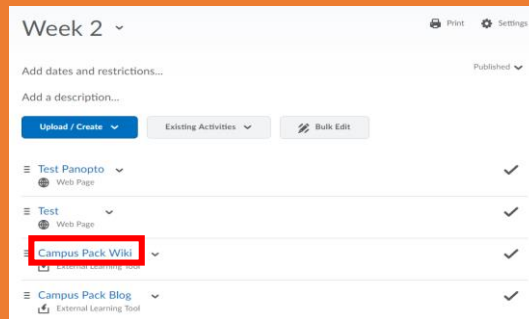 Week 2
Print
Settings
Add dates and restrictions...
Published
Add a description...
Upload / Create
Existing Activities
Bulk Edit
Test Panopto
Web Page
Test
Web Page
Campus Pack Wiki
External Learning Tool
Campus Pack Blog
External Learning Tool